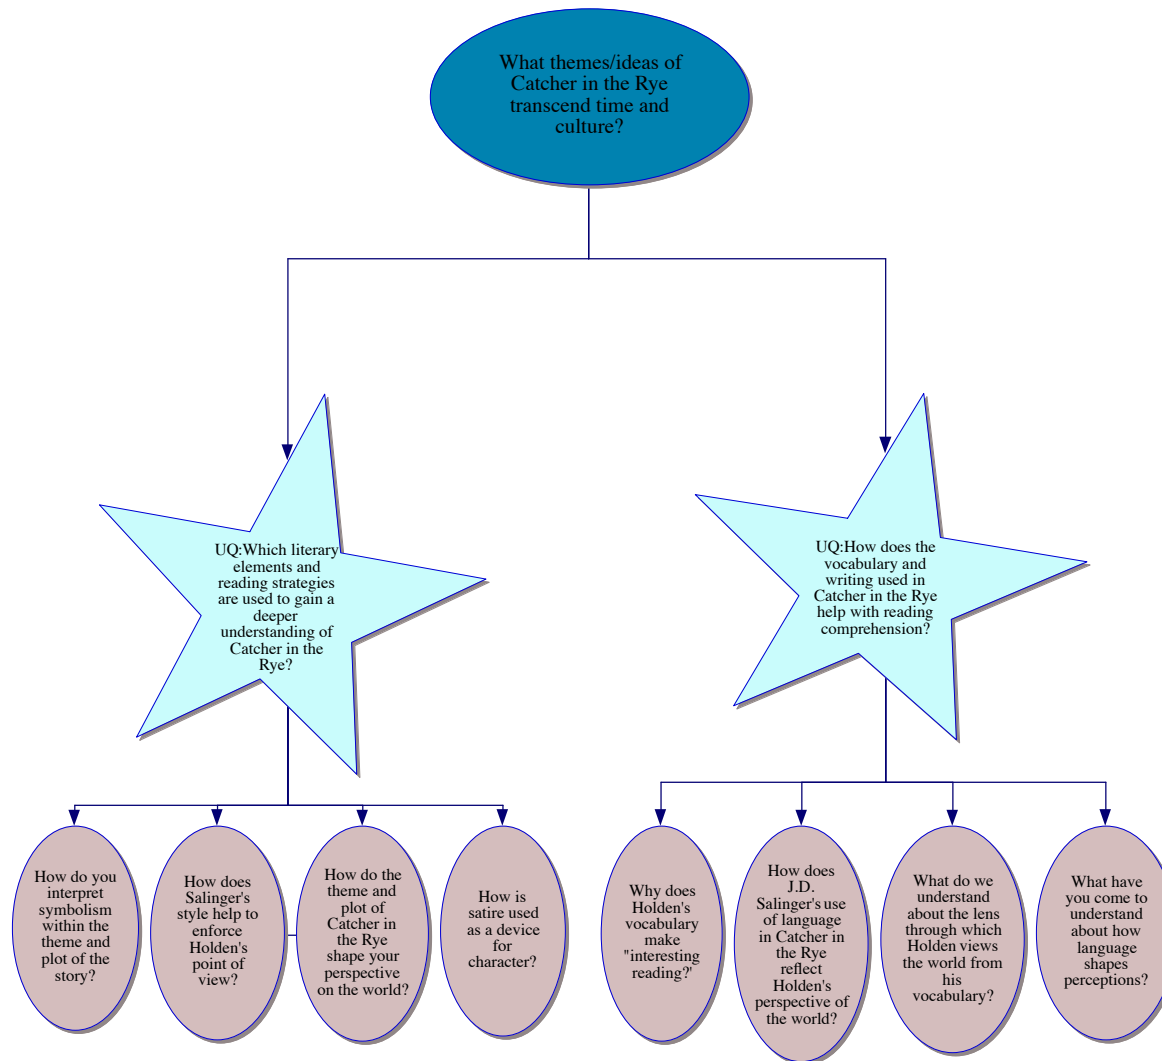 What themes/ideas of
Catcher in the Rye
transcend time and
culture?
UQ:Which literary
elements and
reading strategies
are used to gain a
deeper
understanding of
Catcher in the
Rye?
UQ:How does the
vocabulary and
writing used in
Catcher in the Rye
help with reading
comprehension?
How do you
interpret
symbolism
within the
theme and
plot of the
story?
How does
Salinger's
style help to
enforce
Holden's
point of
view?
How do the
theme and
plot of
Catcher in
the Rye
shape your
perspective
on the world?
How is
satire used
as a device
for
character?
Why does
Holden's
vocabulary
make
"interesting
reading?'
How does
J.D.
Salinger's use
of language
in Catcher in
the Rye
reflect
Holden's
perspective of
the world?
What do we
understand
about the lens
through which
Holden views
the world from
his
vocabulary?
What have
you come to
understand
about how
language
shapes
perceptions?